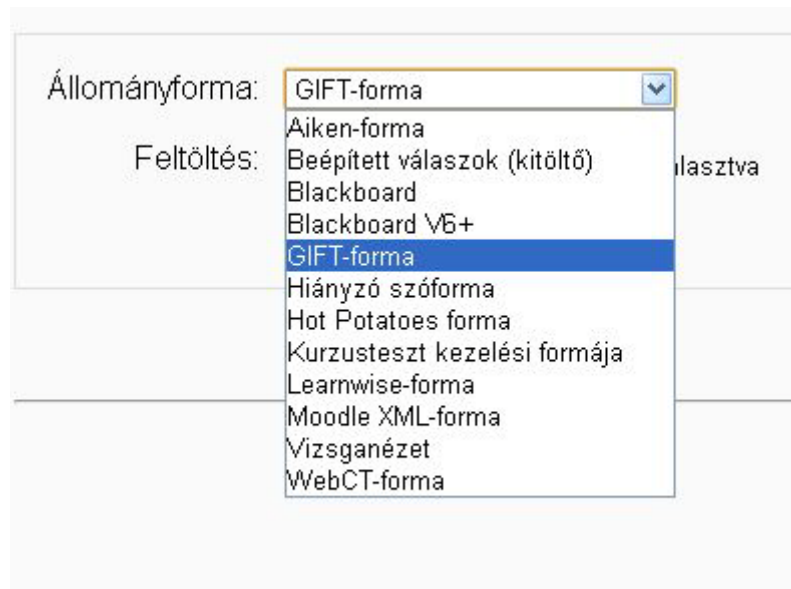 Állományforma: GIFT-forma
Aiken-forma
Feltöltés: Beépített válaszok (kitöltő)
Blackboard
Blackboard V6+
GIFT-forma
Hiányzó szóforma
Hot Potatoes forma
Kurzusteszt kezelési formája
Learnwise-forma
Moodle XML-forma
Vizsganézet
WebCT-forma